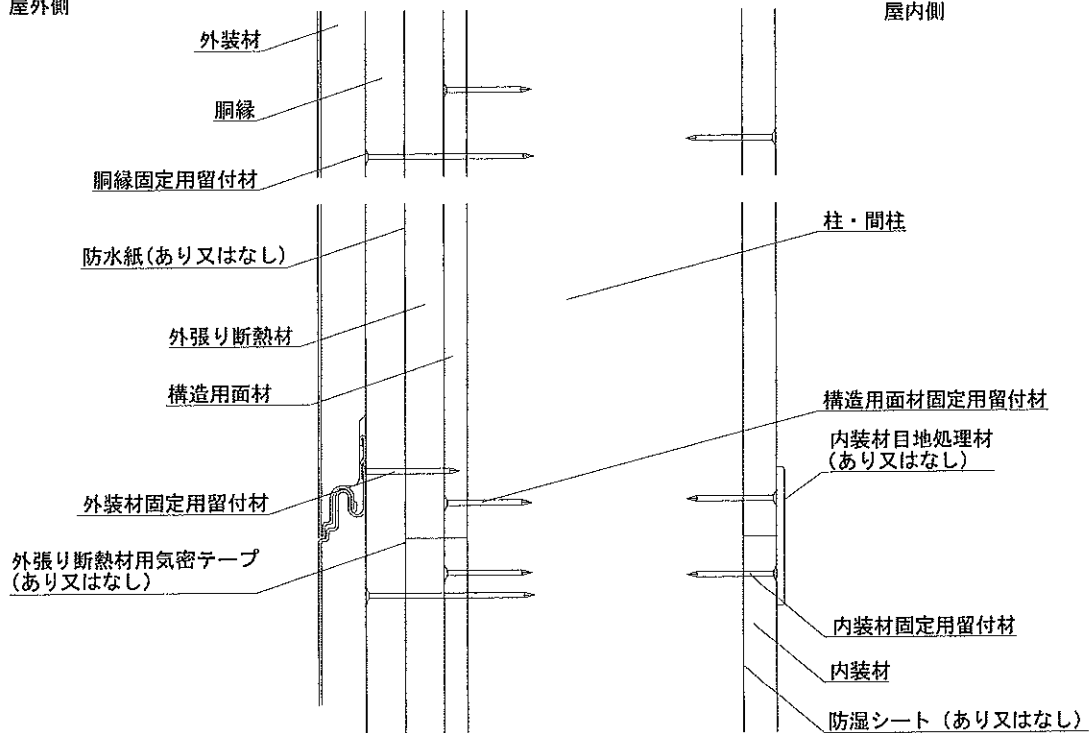 屋外側
屋内側
外装材
胴縁
胴縁固定用留付材
防水紙(あり又はなし)
外張り断熱材
構造用面材
外装材固定用留付材
外張り断熱材用気密テープ
(あり又はなし)
柱・間柱
構造用面材固定用留付材
内装材目地処理材
(あり又はなし)
内装材固定用留付材
内装材
防湿シート (あり又はなし)